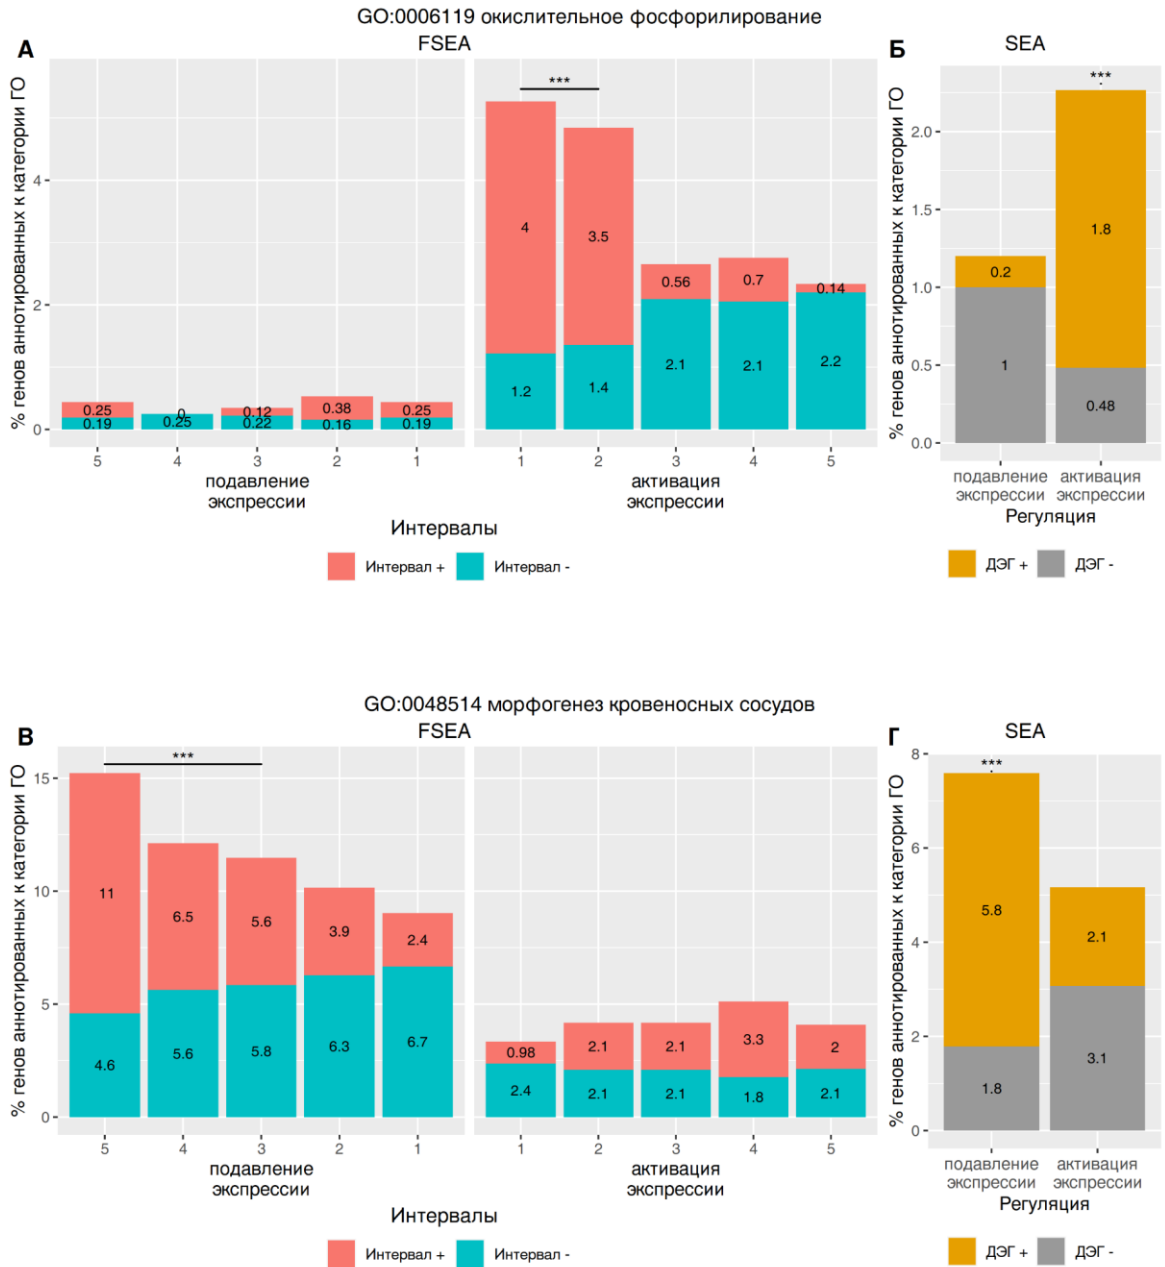 GO:0006119 окислительное фосфорилирование
А
FSEA
% генов аннотированных к категории ГО
4
2
0
0.25
0.19
0
0.25
0.12
0.22
0.38
0.16
0.25
0.19
5
4
3
2
1
подавление
экспрессии
***
4
1.2
3.5
1.4
0.56
2.1
0.7
2.1
0.14
2.2
1
2
3
4
5
активация
экспрессии
Интервалы
Интервал +
Интервал -
Б
SEA
% генов аннотированных к категории ГО
2.0
1.5
1.0
0.5
0.0
0.2
1
***
1.8
0.48
подавление
экспрессии
активация
экспрессии
Регуляция
ДЭГ +
ДЭГ -
GO:0048514 морфогенез кровеносных сосудов
В
FSEA
% генов аннотированных к категории ГО
15
10
5
0
***
11
4.6
6.5
5.6
5.6
5.8
3.9
6.3
2.4
6.7
5
4
3
2
1
подавление
экспрессии
0.98
2.4
2.1
2.1
2.1
2.1
3.3
1.8
2
2.1
1
2
3
4
5
активация
экспрессии
Интервалы
Интервал +
Интервал -
Г
SEA
% генов аннотированных к категории ГО
8
6
4
2
0
***
5.8
1.8
2.1
3.1
подавление
экспрессии
активация
экспрессии
Регуляция
ДЭГ +
ДЭГ -